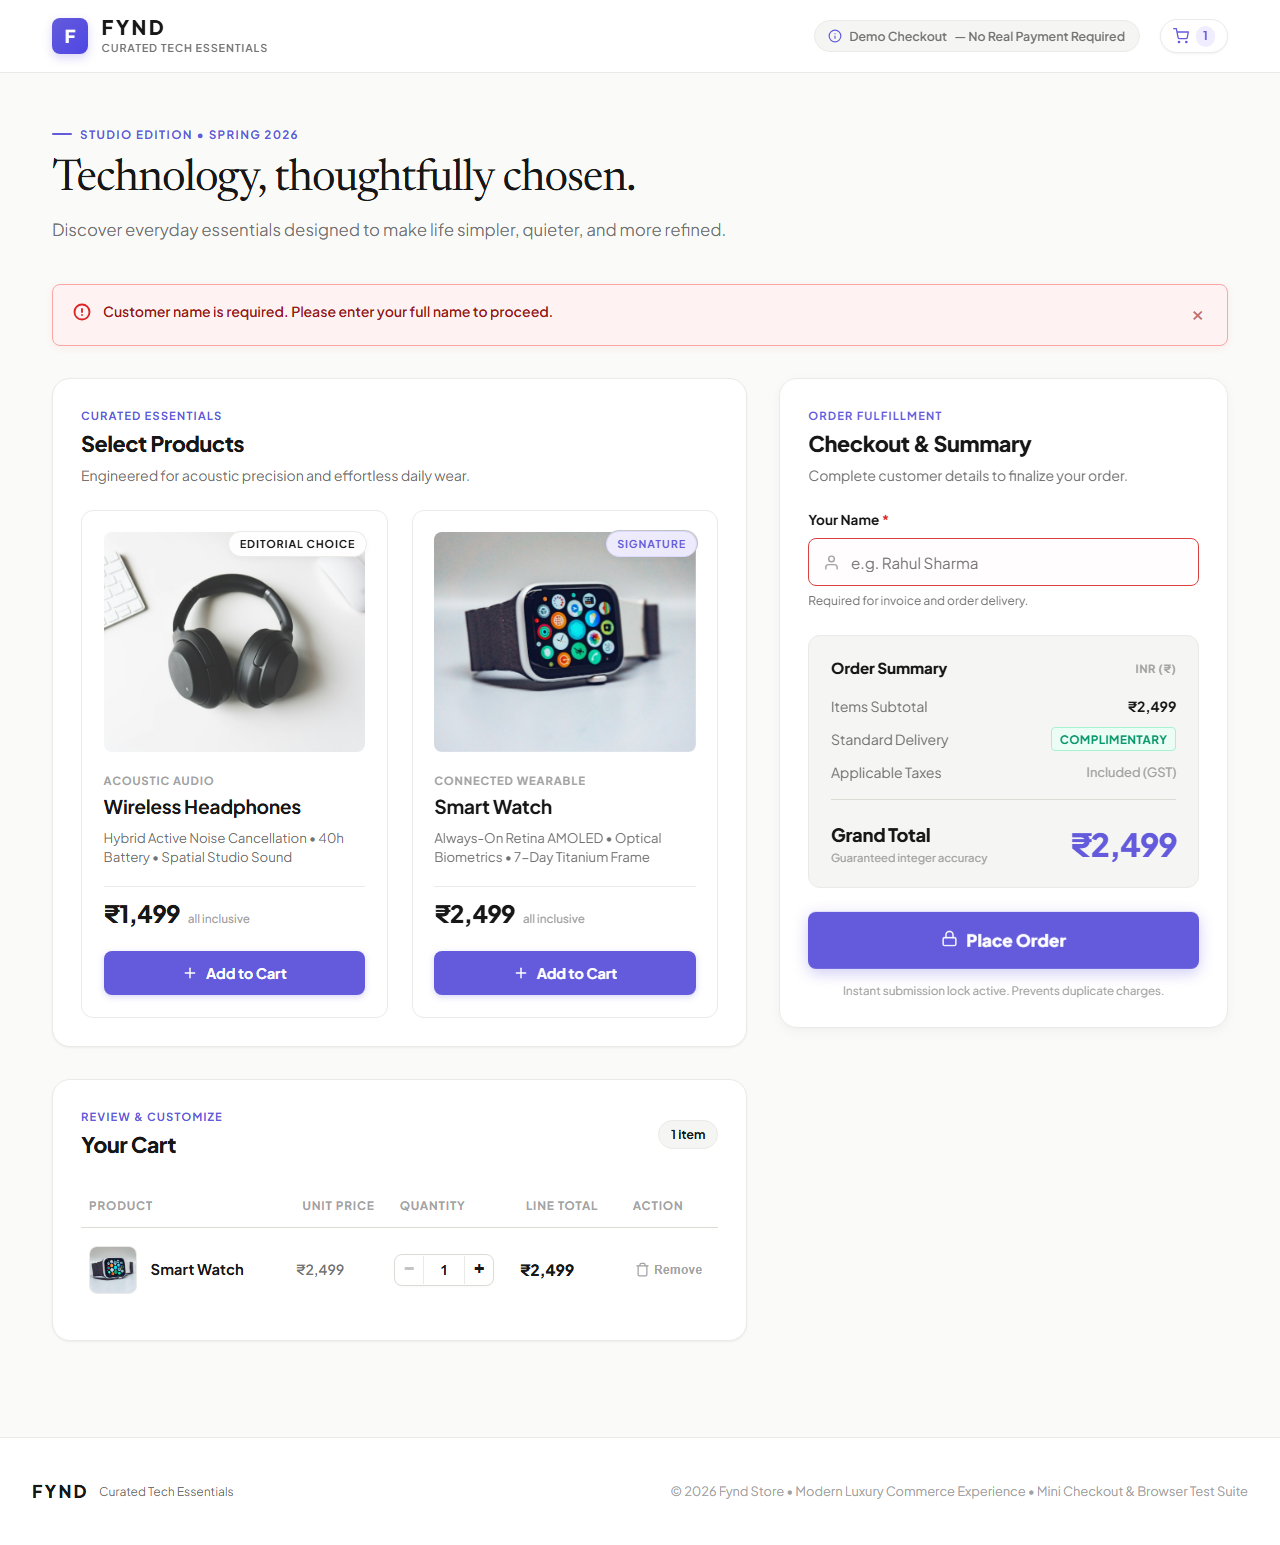 F
FYND
CURATED TECH ESSENTIALS
Demo Checkout — No Real Payment Required
1
STUDIO EDITION • SPRING 2026
Technology, thoughtfully chosen.
Discover everyday essentials designed to make life simpler, quieter, and more refined.
Customer name is required. Please enter your full name to proceed.
×
CURATED ESSENTIALS
Select Products
Engineered for acoustic precision and effortless daily wear.
EDITORIAL CHOICE
ACOUSTIC AUDIO
Wireless Headphones
Hybrid Active Noise Cancellation • 40h
Battery • Spatial Studio Sound
₹1,499 all inclusive
+ Add to Cart
SIGNATURE
CONNECTED WEARABLE
Smart Watch
Always-On Retina AMOLED • Optical
Biometrics • 7-Day Titanium Frame
₹2,499 all inclusive
+ Add to Cart
ORDER FULFILLMENT
Checkout & Summary
Complete customer details to finalize your order.
Your Name *
e.g. Rahul Sharma
Required for invoice and order delivery.
Order Summary INR (₹)
Items Subtotal ₹2,499
Standard Delivery COMPLIMENTARY
Applicable Taxes Included (GST)
Grand Total ₹2,499
Guaranteed integer accuracy
Place Order
Instant submission lock active. Prevents duplicate charges.
REVIEW & CUSTOMIZE
Your Cart
1 item
PRODUCT UNIT PRICE QUANTITY LINE TOTAL ACTION
Smart Watch ₹2,499 − 1 + ₹2,499 Remove
FYND Curated Tech Essentials
© 2026 Fynd Store • Modern Luxury Commerce Experience • Mini Checkout & Browser Test Suite